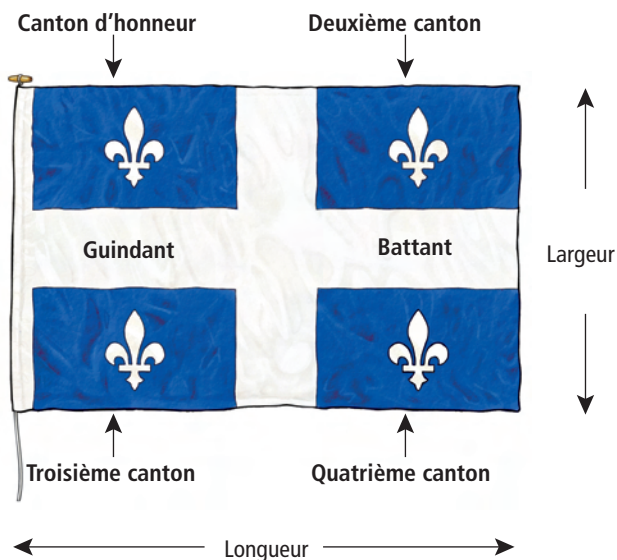 Canton d’honneur
Deuxième canton
Guindant
Battant
Largeur
Troisième canton
Quatrième canton
Longueur